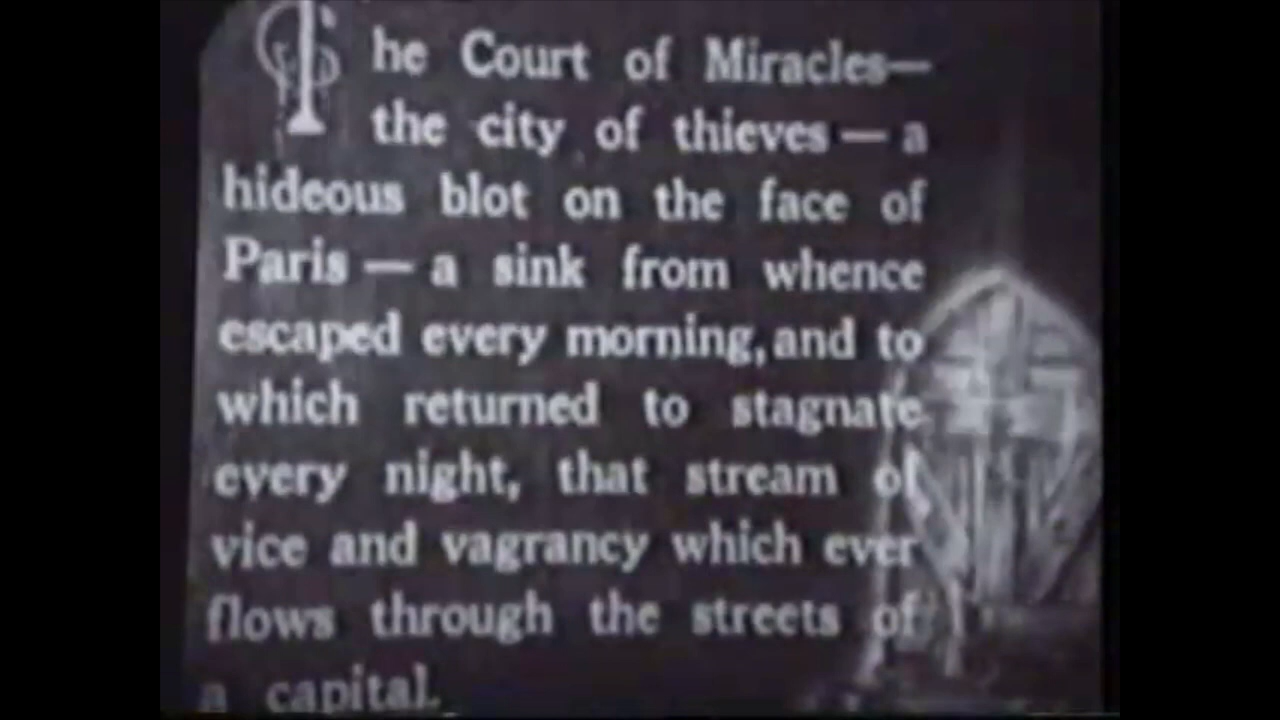 The Court of Miracles—
the city of thieves — a
hideous blot on the face of
Paris — a sink from whence
escaped every morning, and to
which returned to stagnate
every night, that stream of
vice and vagrancy which ever
flows through the streets of
a capital.